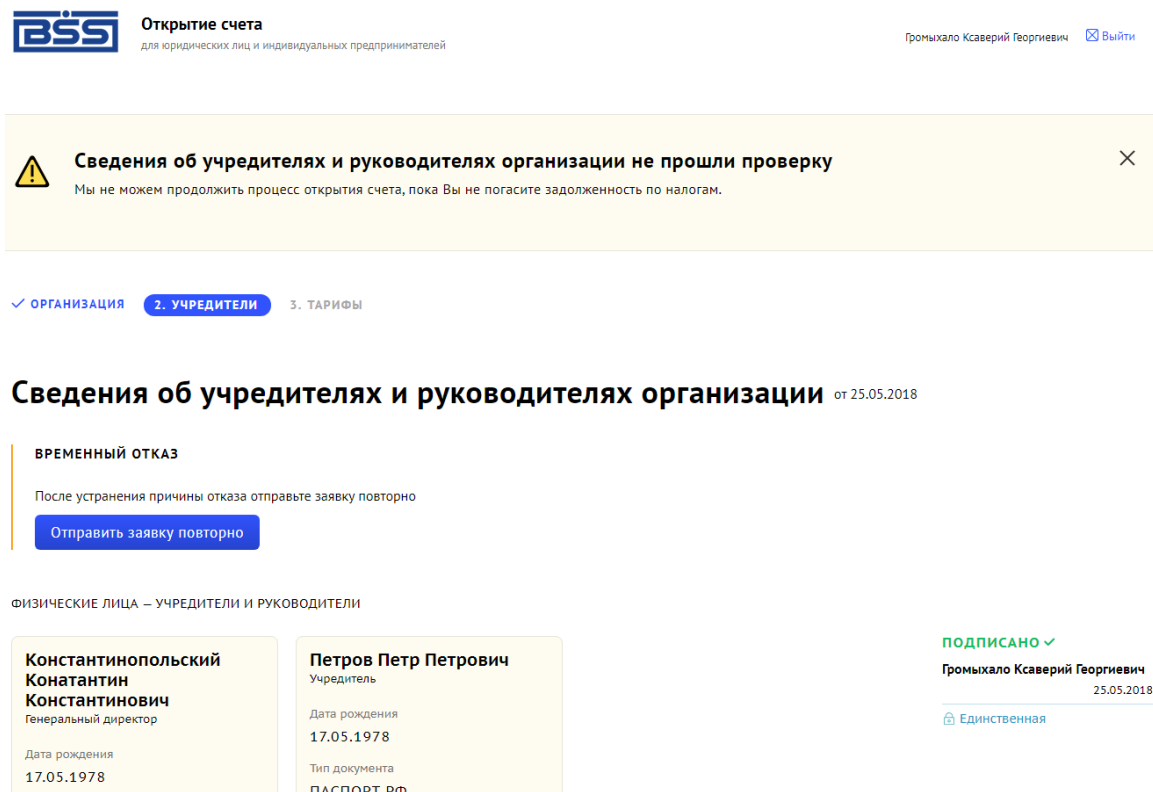 BSS
Открытие счета
для юридических лиц и индивидуальных предпринимателей
Громыхало Ксаверий Георгиевич Выйти
Сведения об учредителях и руководителях организации не прошли проверку
Мы не можем продолжить процесс открытия счета, пока Вы не погасите задолженность по налогам.
ОРГАНИЗАЦИЯ 2. УЧРЕДИТЕЛИ 3. ТАРИФЫ
Сведения об учредителях и руководителях организации от 25.05.2018
ВРЕМЕННЫЙ ОТКАЗ
После устранения причины отказа отправьте заявку повторно
Отправить заявку повторно
ФИЗИЧЕСКИЕ ЛИЦА — УЧРЕДИТЕЛИ И РУКОВОДИТЕЛИ
Константинопольский
Конатантин
Константинович
Генеральный директор
Дата рождения
17.05.1978
Петров Петр Петрович
Учредитель
Дата рождения
17.05.1978
Тип документа
ПАСПОРТ РФ
ПОДПИСАНО
Громыхало Ксаверий Георгиевич
25.05.2018
Единственная